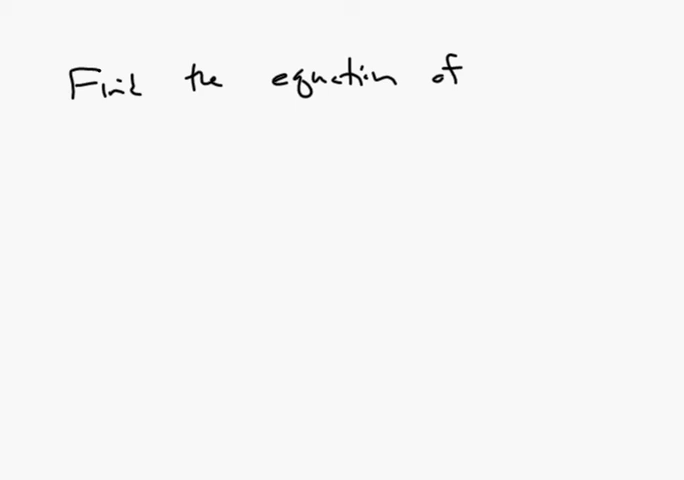 Find the equation of